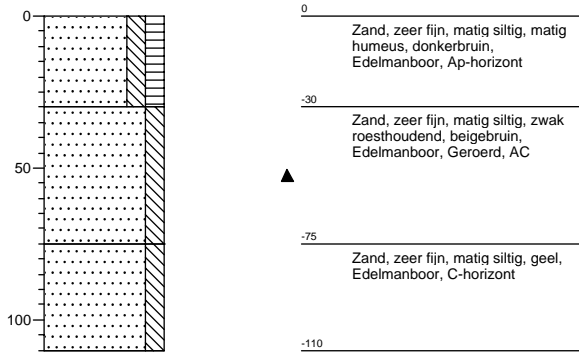 0
50
100
0
Zand, zeer fijn, matig siltig, matig
humeus, donkerbruin,
Edelmanboor, Ap-horizont
-30
Zand, zeer fijn, matig siltig, zwak
roesthoudend, beigebruin,
Edelmanboor, Geroerd, AC
-75
Zand, zeer fijn, matig siltig, geel,
Edelmanboor, C-horizont
-110